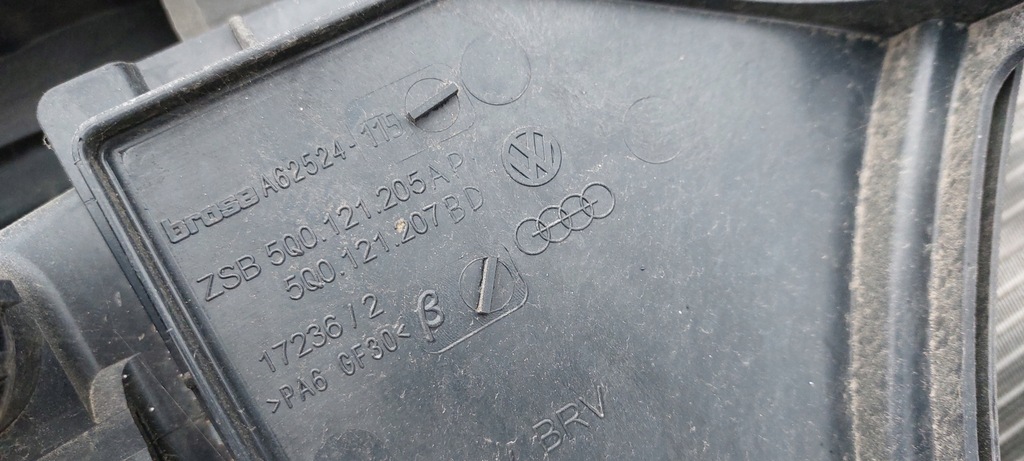 brose A62524-115
ZSB 5Q0.121.205 AP
5Q0.121.207 BD
17236 / 2
>PA6 GF30< β
BRV